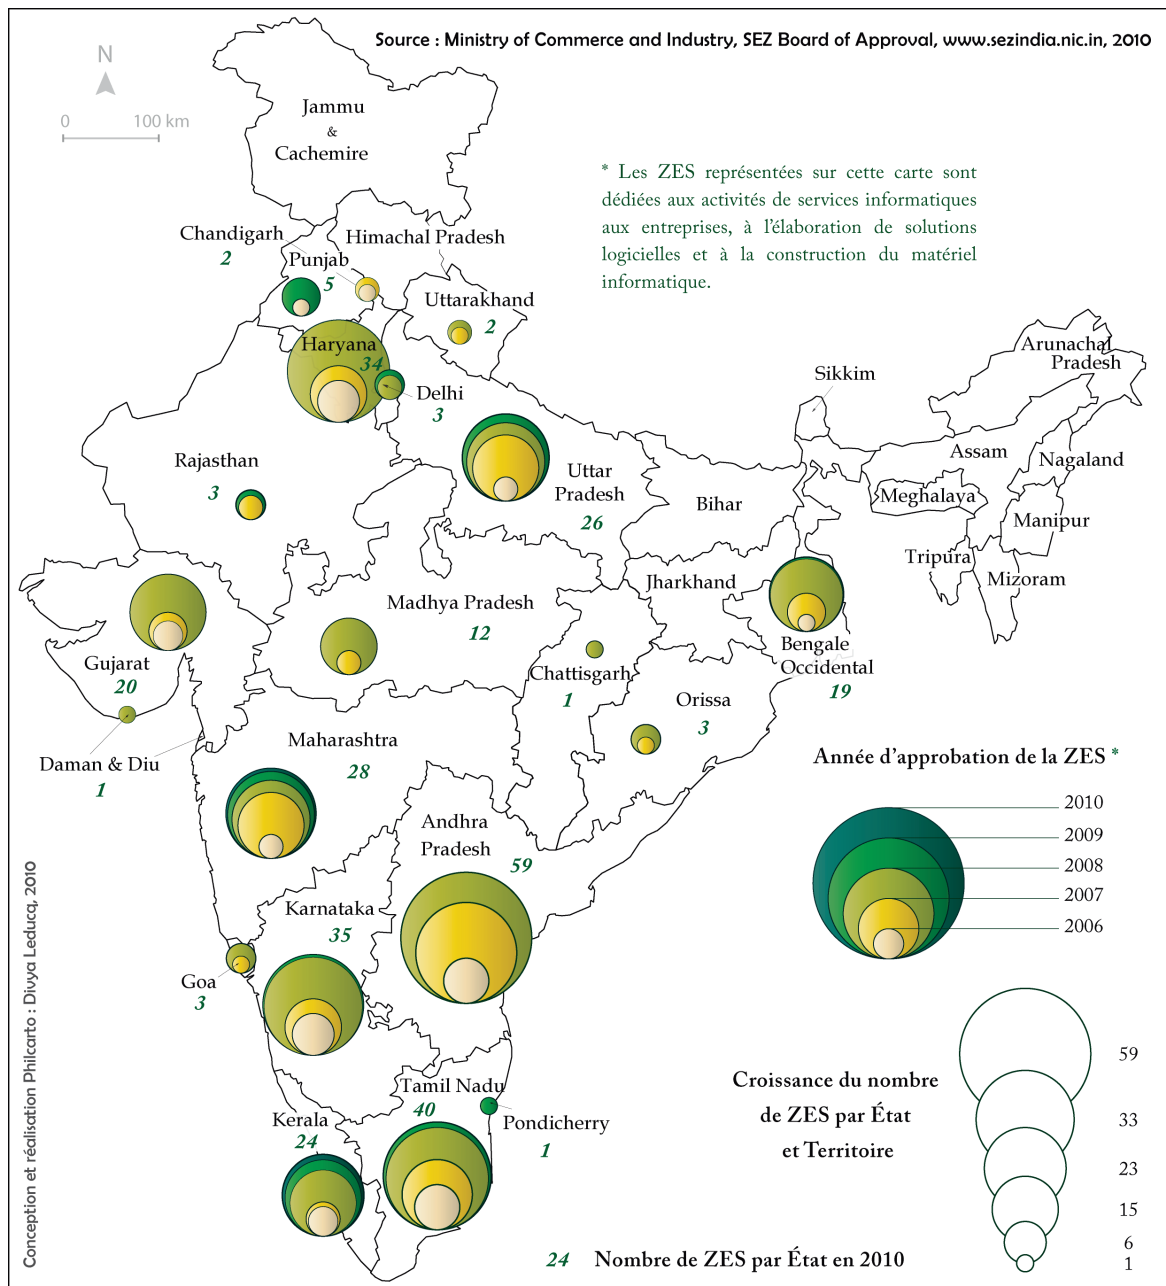 Source : Ministry of Commerce and Industry, SEZ Board of Approval, www.sezindia.nic.in, 2010
N
0 100 km
Jammu
&
Cachemire
* Les ZES représentées sur cette carte sont
dédiées aux activités de services informatiques
aux entreprises, à l'élaboration de solutions
logicielles et à la construction du matériel
informatique.
Chandigarh
2
Himachal Pradesh
Punjab
5
Uttarakhand
2
Haryana
34
Delhi
3
Sikkim
Arunachal
Pradesh
Rajasthan
3
Uttar
Pradesh
26
Bihar
Assam
Nagaland
Meghalaya
Manipur
Tripura
Mizoram
Jharkhand
Madhya Pradesh
12
Gujarat
20
Chattisgarh
1
Bengale
Occidental
19
Orissa
3
Daman & Diu
1
Maharashtra
28
Andhra
Pradesh
59
Karnataka
35
Goa
3
Tamil Nadu
40
Kerala
24
Pondicherry
1
Année d'approbation de la ZES *
2010
2009
2008
2007
2006
Croissance du nombre
de ZES par État
et Territoire
59
33
23
15
6
1
24 Nombre de ZES par État en 2010
Conception et réalisation Philcarto : Divya Leducq, 2010